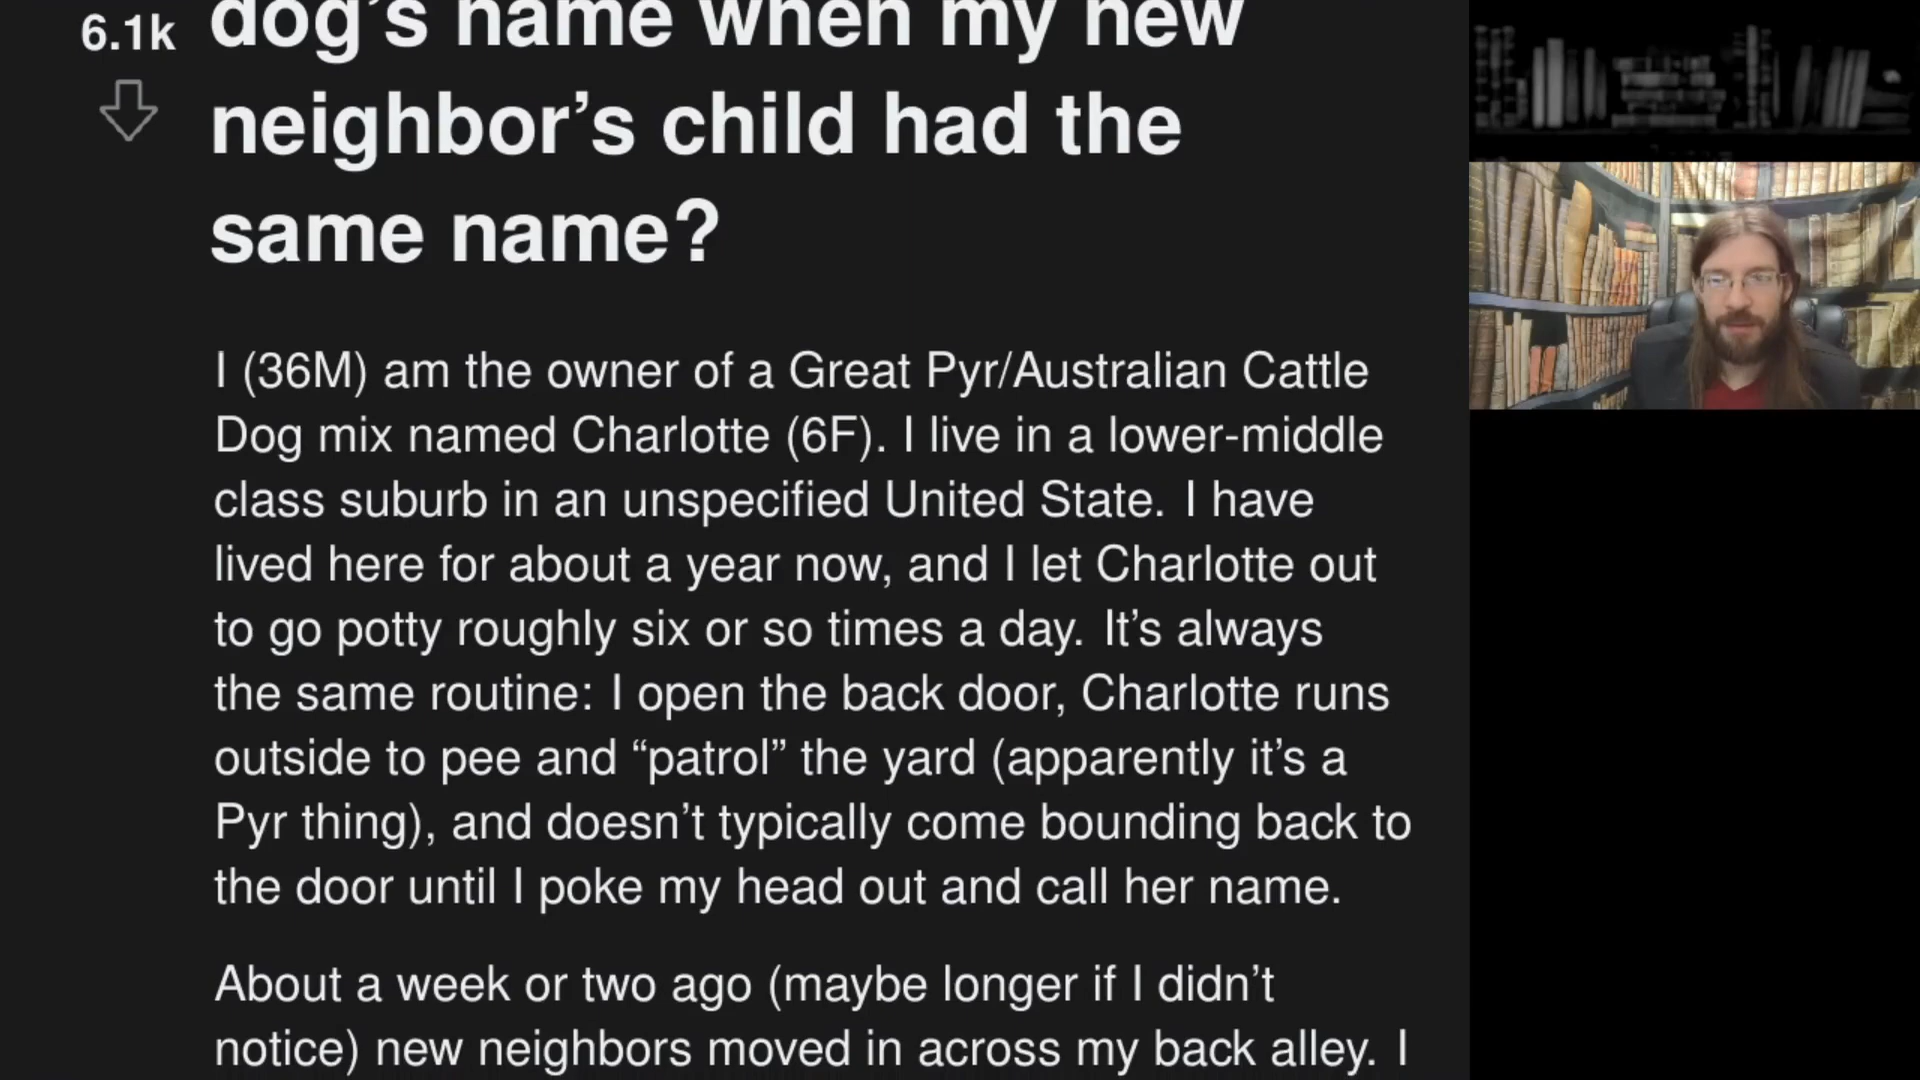 6.1k
dog’s name when my new
neighbor’s child had the
same name?
I (36M) am the owner of a Great Pyr/Australian Cattle
Dog mix named Charlotte (6F). I live in a lower-middle
class suburb in an unspecified United State. I have
lived here for about a year now, and I let Charlotte out
to go potty roughly six or so times a day. It’s always
the same routine: I open the back door, Charlotte runs
outside to pee and “patrol” the yard (apparently it’s a
Pyr thing), and doesn’t typically come bounding back to
the door until I poke my head out and call her name.
About a week or two ago (maybe longer if I didn’t
notice) new neighbors moved in across my back alley. I